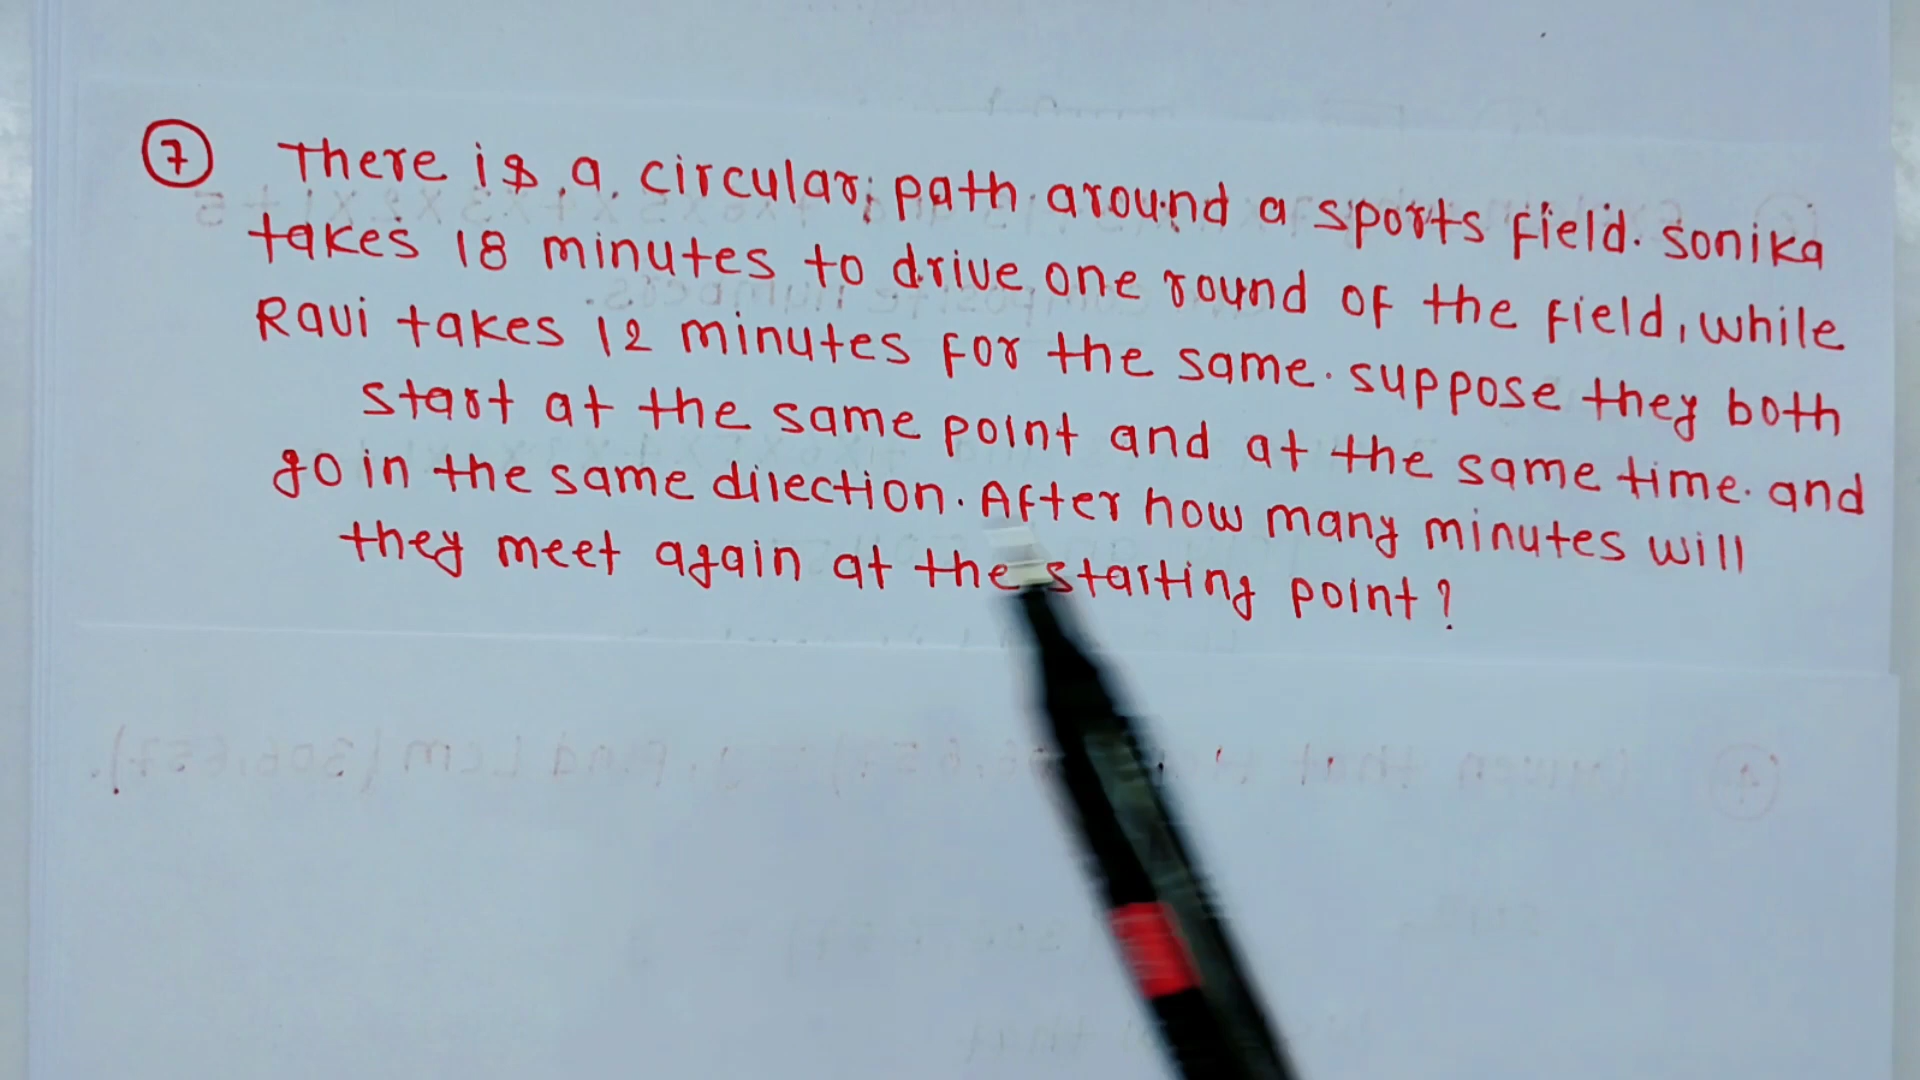 7 There is a circular path around a sports field. Sonika
takes 18 minutes to drive one round of the field, while
Ravi takes 12 minutes for the same. suppose they both
start at the same point and at the same time. and
go in the same direction. After how many minutes will
they meet again at the starting point?